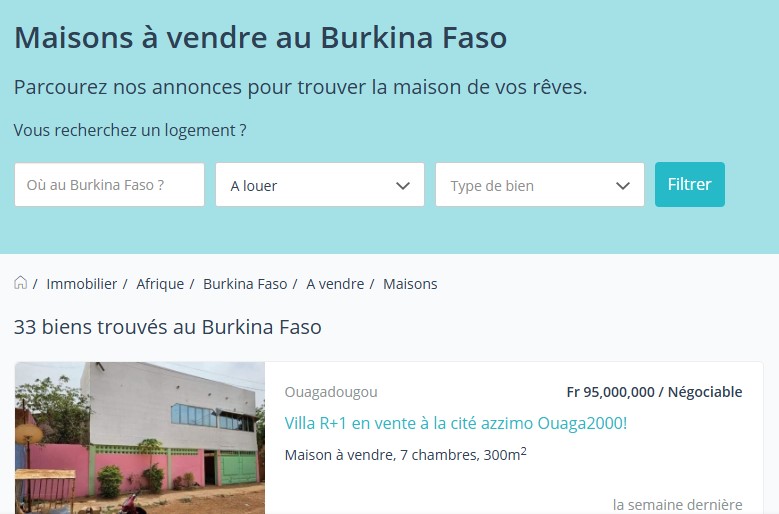 Maisons à vendre au Burkina Faso
Parcourez nos annonces pour trouver la maison de vos rêves.
Vous recherchez un logement ?
Où au Burkina Faso ?
A louer
Type de bien
Filtrer
/ Immobilier / Afrique / Burkina Faso / A vendre / Maisons
33 biens trouvés au Burkina Faso
Ouagadougou
Fr 95,000,000 / Négociable
Villa R+1 en vente à la cité azzimo Ouaga2000!
Maison à vendre, 7 chambres, 300m²
la semaine dernière